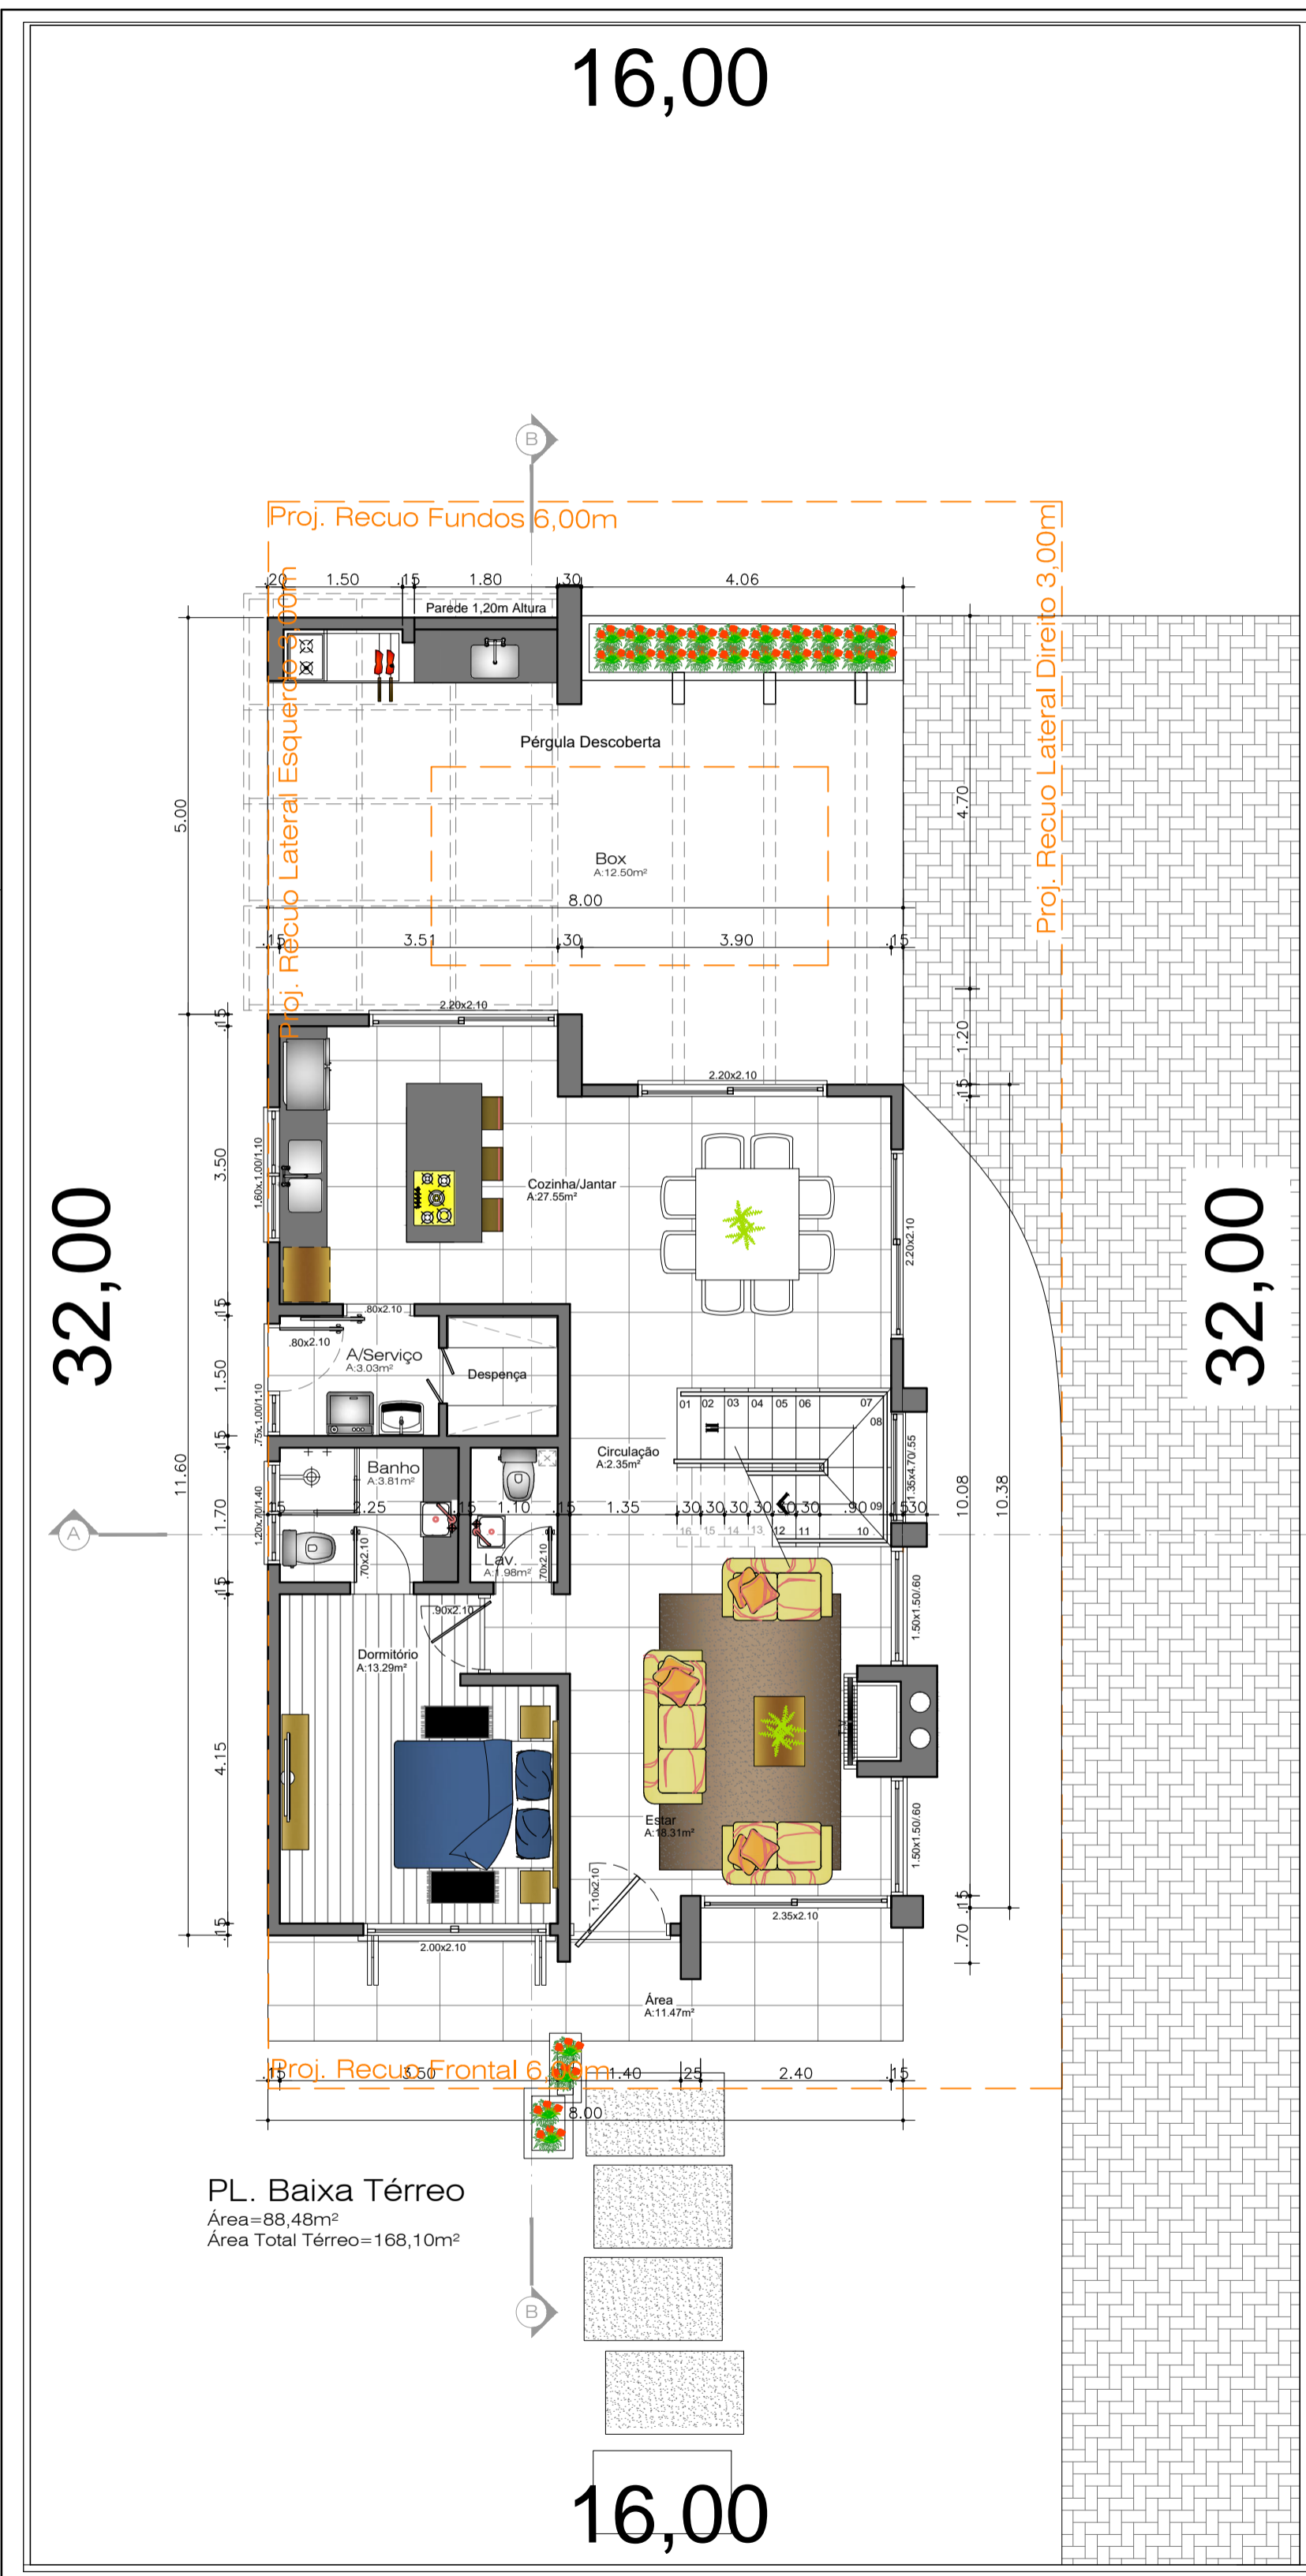 16,00
B
Proj. Recuo Fundos 6,00m
.20 1.50 .15 1.80 .30 4.06
Parede 1,20m Altura
Proj. Recuo Lateral Esquerdo 3,00m
Proj. Recuo Lateral Direito 3,00m
Pérgula Descoberta
5.00
4.70
Box
A:12.50m²
8.00
.15 3.51 .30 3.90 .15
2.20x2.10
.15
1.20
2.20x2.10
.15
3.50
1.60x1.00/1.10
Cozinha/Jantar
A:27.55m²
2.20x2.10
32,00
32,00
.15
.80x2.10
.80x2.10
A/Serviço
A:3.03m²
Despença
1.50
.75x1.00/1.10
01 02 03 04 05 06 07
08
H
.15
Circulação
A:2.35m²
1.35x4.70/.55
Banho
A:3.81m²
11.60
10.08
10.38
1.70
1.20x.70/1.40
.15 2.25 .15 1.10 .15 1.35 .30 .30 .30 .30 .30 .30 .90 .15 .30
09
A
16 15 14 13 12 11 10
.70x2.10
Lav.
A:1.98m²
.70x2.10
.15
.90x2.10
1.50x1.50/.60
Dormitório
A:13.29m²
4.15
Estar
A:18.31m²
1.50x1.50/.60
1.10x2.10
.15
2.35x2.10
.15
2.00x2.10
.70
Área
A:11.47m²
Proj. Recuo Frontal 6,00m
.15 3.50 1.40 .25 2.40 .15
8.00
PL. Baixa Térreo
Área=88,48m²
Área Total Térreo=168,10m²
B
16,00